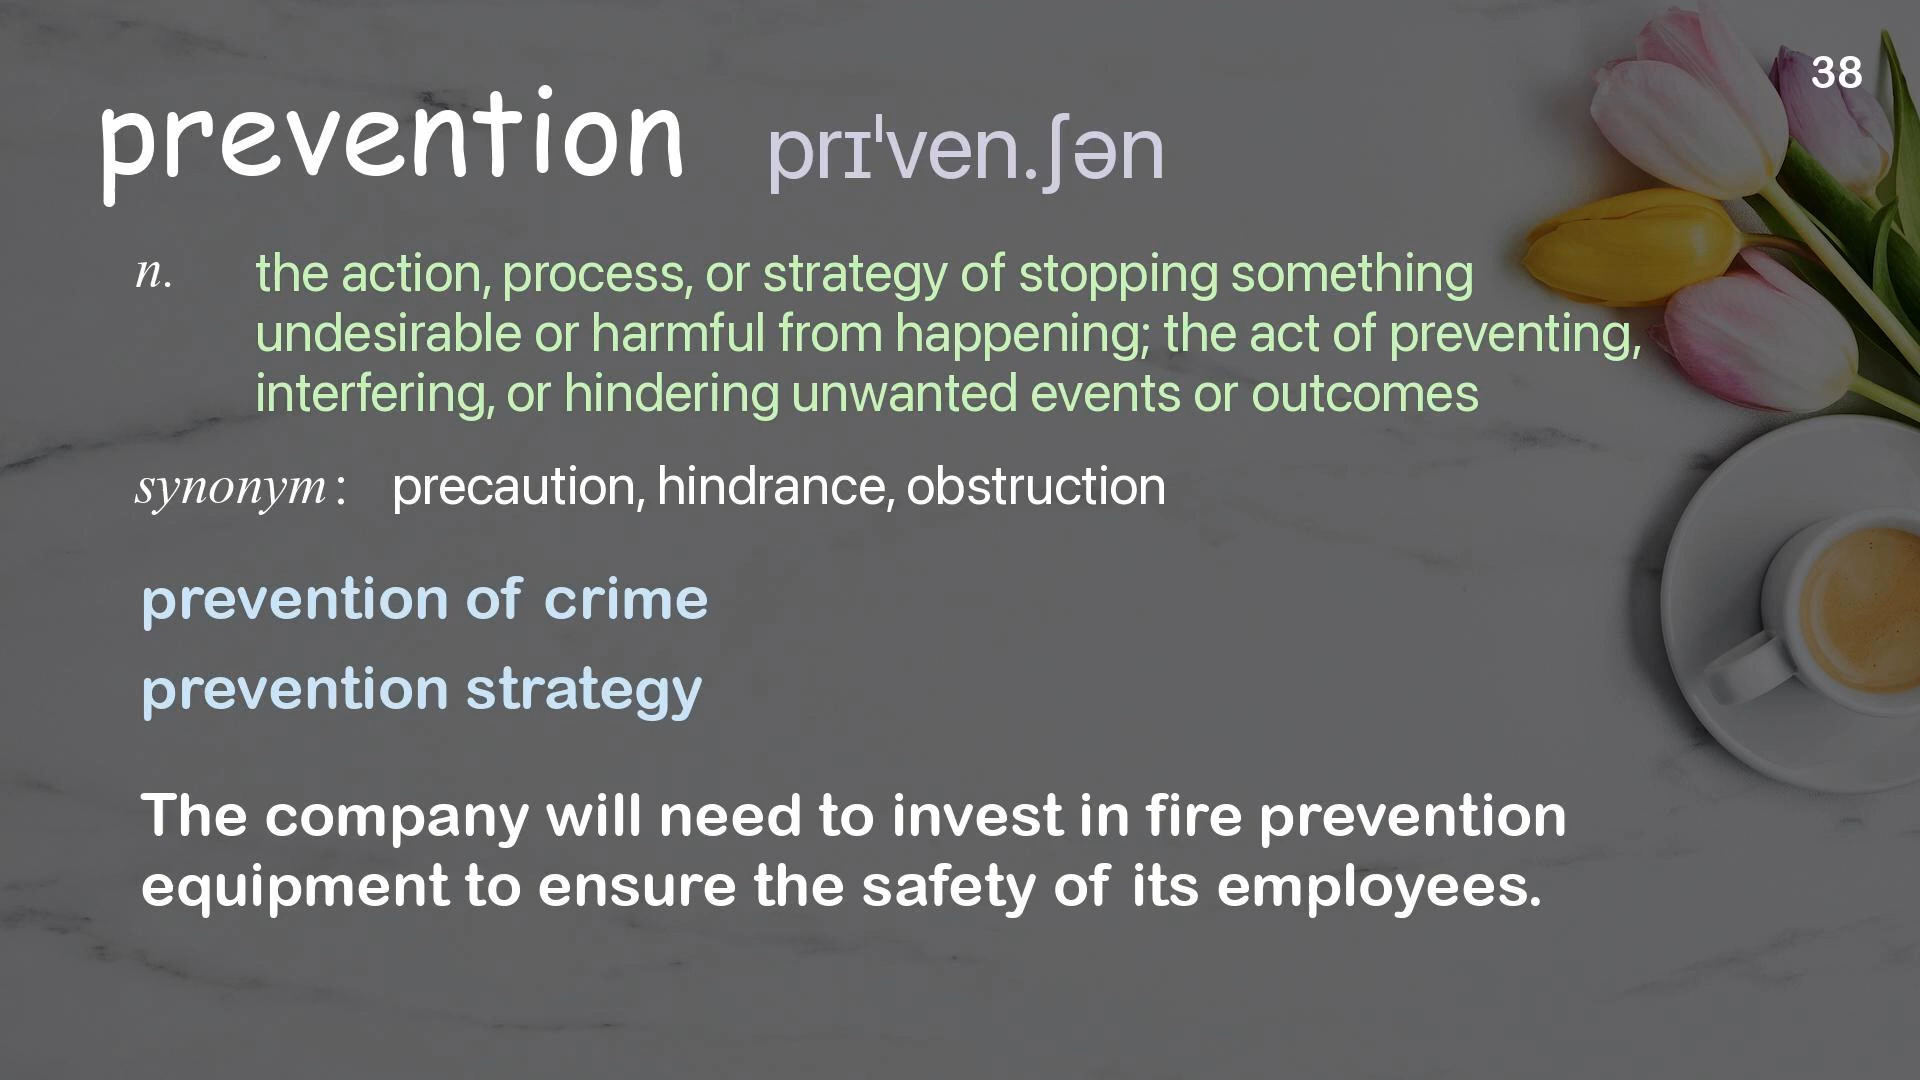 38
prevention prɪˈven.ʃən
n. the action, process, or strategy of stopping something
undesirable or harmful from happening; the act of preventing,
interfering, or hindering unwanted events or outcomes
synonym: precaution, hindrance, obstruction
prevention of crime
prevention strategy
The company will need to invest in fire prevention
equipment to ensure the safety of its employees.